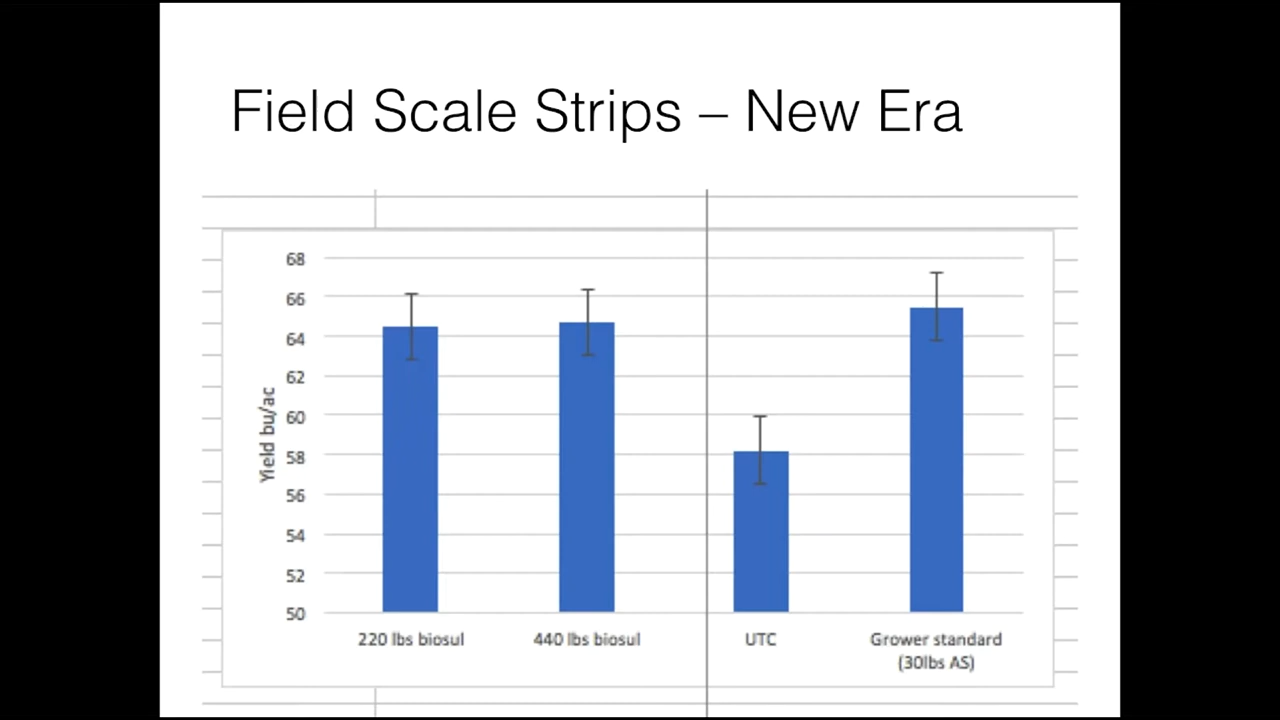 Field Scale Strips – New Era
Yield bu/ac
68
66
64
62
60
58
56
54
52
50
220 lbs biosul
440 lbs biosul
UTC
Grower standard
(30lbs AS)